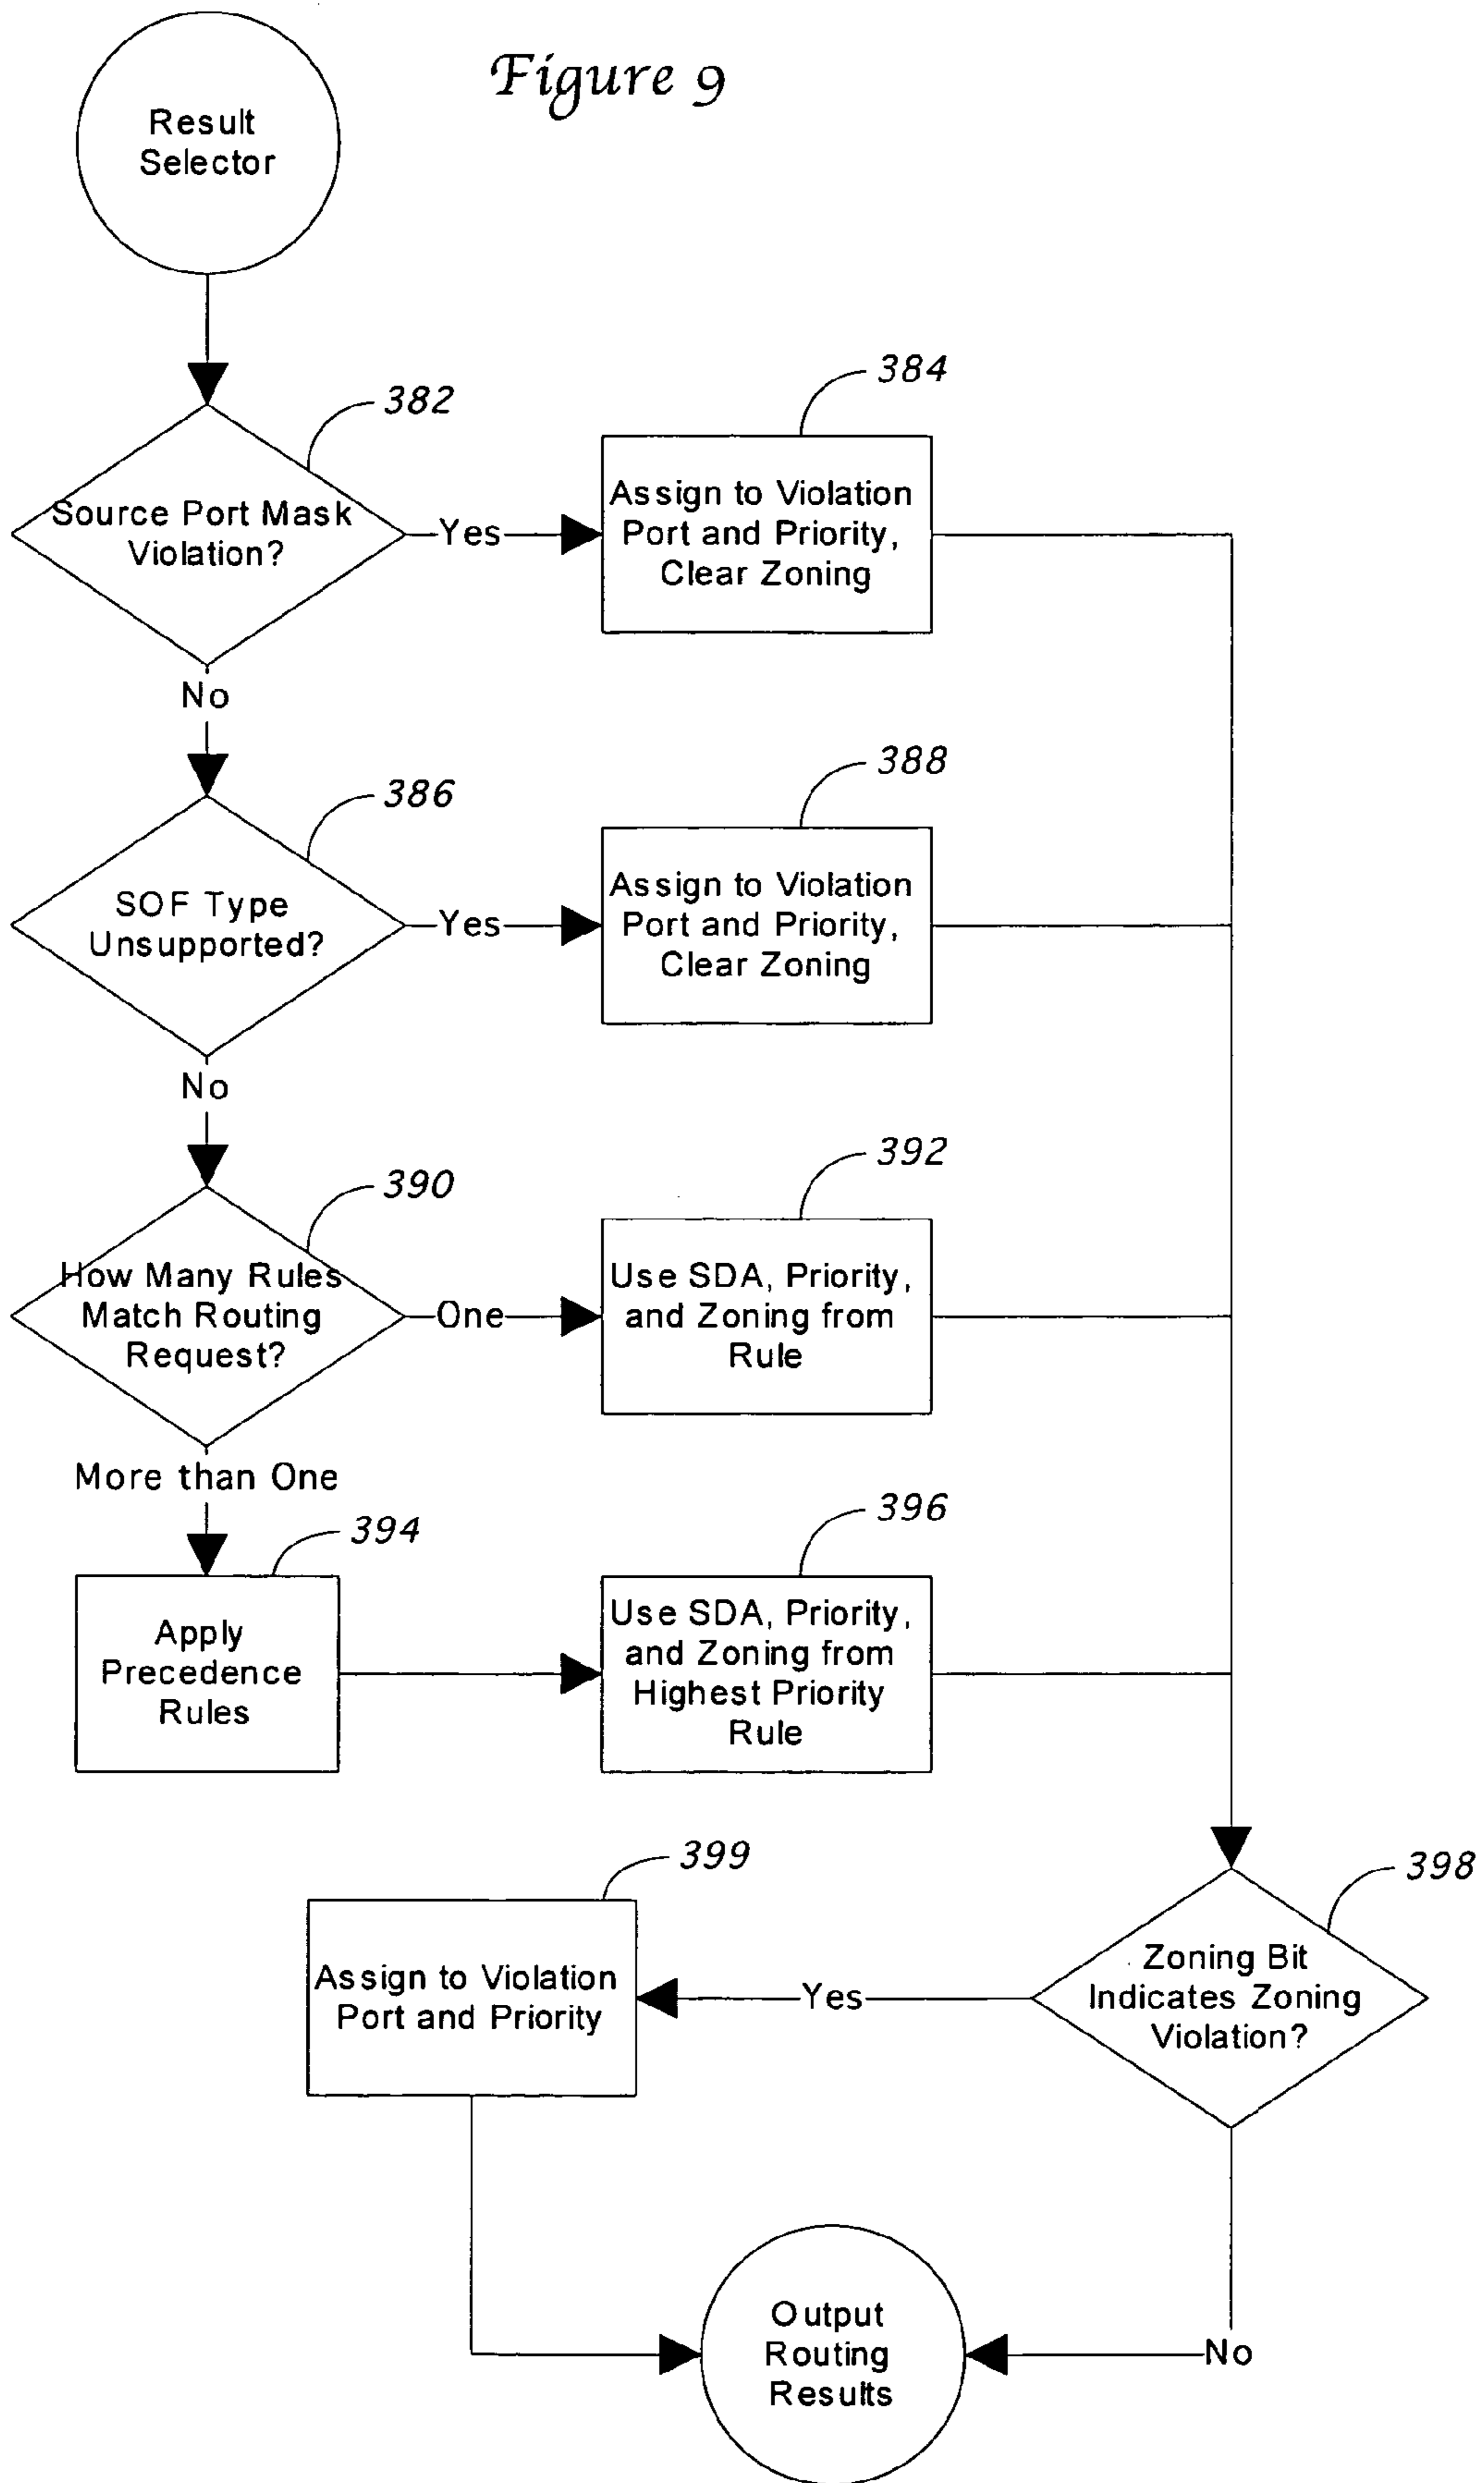 Figure 9
Result
Selector
382
384
Source Port Mask
Violation?
Yes
Assign to Violation
Port and Priority,
Clear Zoning
No
386
388
SOF Type
Unsupported?
Yes
Assign to Violation
Port and Priority,
Clear Zoning
No
390
392
How Many Rules
Match Routing
Request?
One
Use SDA, Priority,
and Zoning from
Rule
More than One
394
396
Apply
Precedence
Rules
Use SDA, Priority,
and Zoning from
Highest Priority
Rule
399
398
Assign to Violation
Port and Priority
Yes
Zoning Bit
Indicates Zoning
Violation?
Output
Routing
Results
No